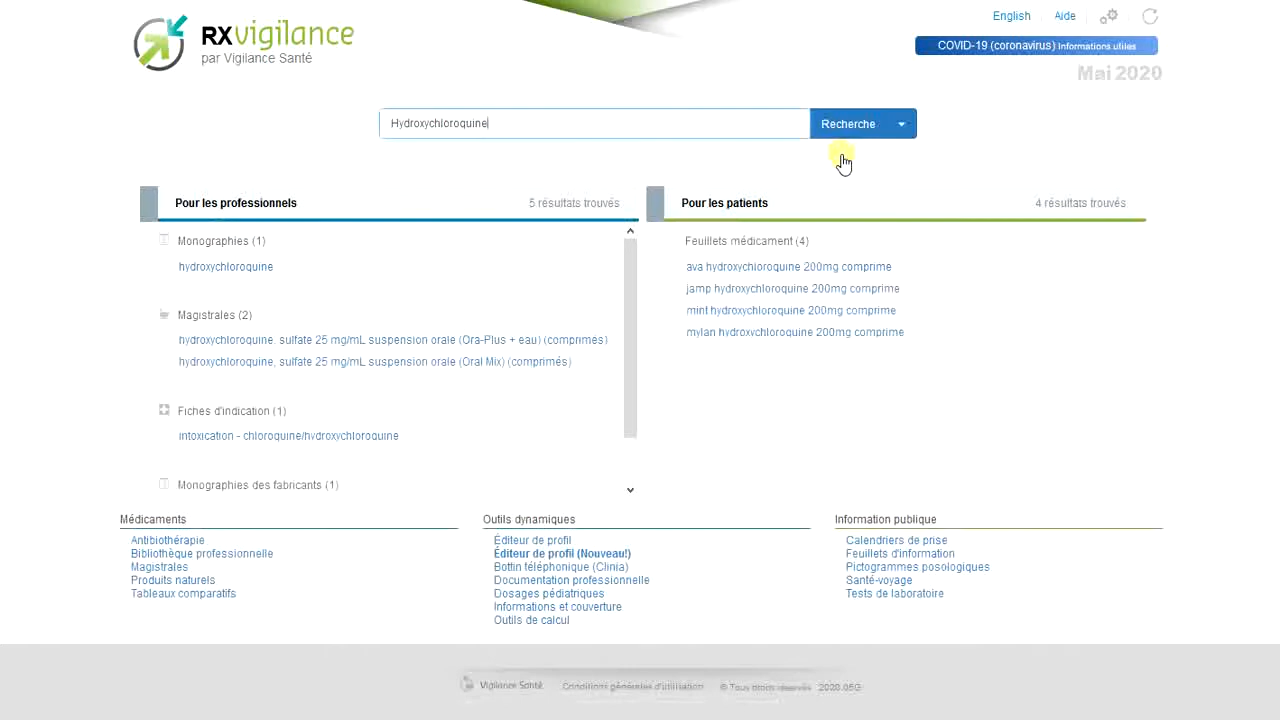 English
Aide
RXvigilance
par Vigilance Santé
COVID-19 (coronavirus) Informations utiles
Mai 2020
Hydroxychloroquine
Recherche
Pour les professionnels
5 résultats trouvés
Monographies (1)
hydroxychloroquine
Magistrales (2)
hydroxychloroquine, sulfate 25 mg/mL suspension orale (Ora-Plus + eau) (comprimés)
hydroxychloroquine, sulfate 25 mg/mL suspension orale (Oral Mix) (comprimés)
Fiches d'indication (1)
intoxication - chloroquine/hydroxychloroquine
Monographies des fabricants (1)
Pour les patients
4 résultats trouvés
Feuillets médicament (4)
ava hydroxychloroquine 200mg comprime
jamp hydroxychloroquine 200mg comprime
mint hydroxychloroquine 200mg comprime
mylan hydroxychloroquine 200mg comprime
Médicaments
Antibiothérapie
Bibliothèque professionnelle
Magistrales
Produits naturels
Tableaux comparatifs
Outils dynamiques
Éditeur de profil
Éditeur de profil (Nouveau!)
Bottin téléphonique (Clinia)
Documentation professionnelle
Dosages pédiatriques
Informations et couverture
Outils de calcul
Information publique
Calendriers de prise
Feuillets d'information
Pictogrammes posologiques
Santé-voyage
Tests de laboratoire
Vigilance Santé
Conditions générales d'utilisation
© Tous droits réservés
2020.05G